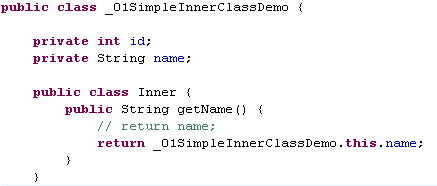 public class _01SimpleInnerClassDemo {
private int id;
private String name;
public class Inner {
public String getName() {
// return name;
return _01SimpleInnerClassDemo.this.name;
}
}